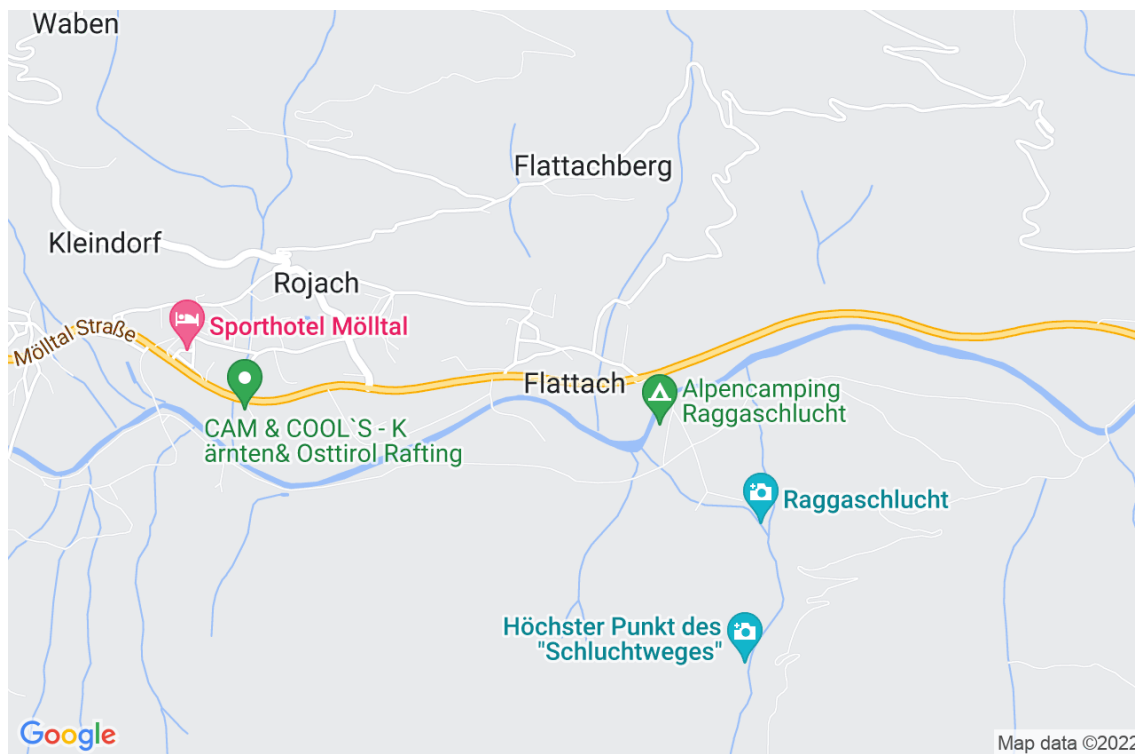 Waben
Flattachberg
Kleindorf
Rojach
Sporthotel Mölltal
Mölltal Straße
Flattach
Alpencamping
Raggaschlucht
CAM & COOL`S - K
ärnten& Osttirol Rafting
Raggaschlucht
Höchster Punkt des
"Schluchtweges"
Google
Map data ©2022